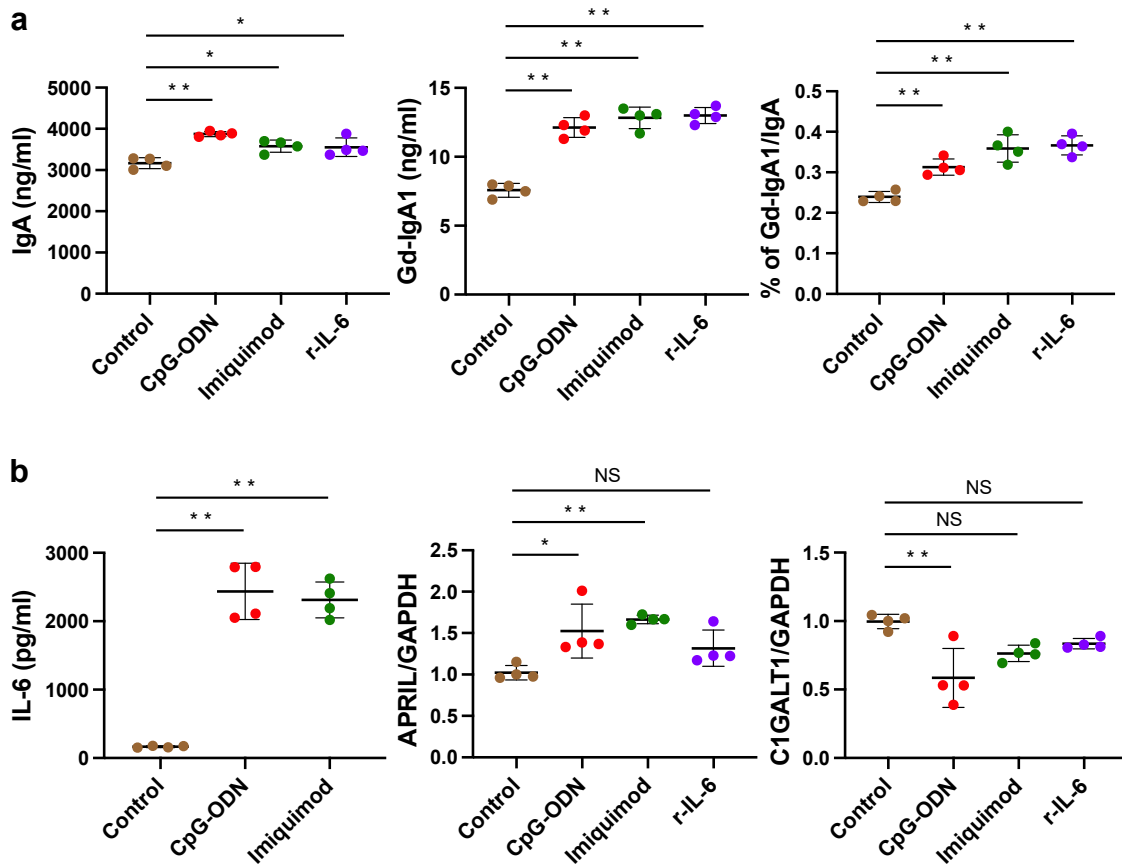 a
*
*
* *
IgA (ng/ml)
5000
4000
3000
2000
1000
0
Control
CpG-ODN
Imiquimod
r-IL-6
* *
* *
* *
Gd-IgA1 (ng/ml)
15
10
5
0
Control
CpG-ODN
Imiquimod
r-IL-6
* *
* *
* *
% of Gd-IgA1/IgA
0.5
0.4
0.3
0.2
0.1
0.0
Control
CpG-ODN
Imiquimod
r-IL-6
b
* *
* *
IL-6 (pg/ml)
3000
2000
1000
0
Control
CpG-ODN
Imiquimod
NS
* *
*
APRIL/GAPDH
2.5
2.0
1.5
1.0
0.5
0.0
Control
CpG-ODN
Imiquimod
r-IL-6
NS
NS
* *
C1GALT1/GAPDH
1.5
1.0
0.5
0.0
Control
CpG-ODN
Imiquimod
r-IL-6